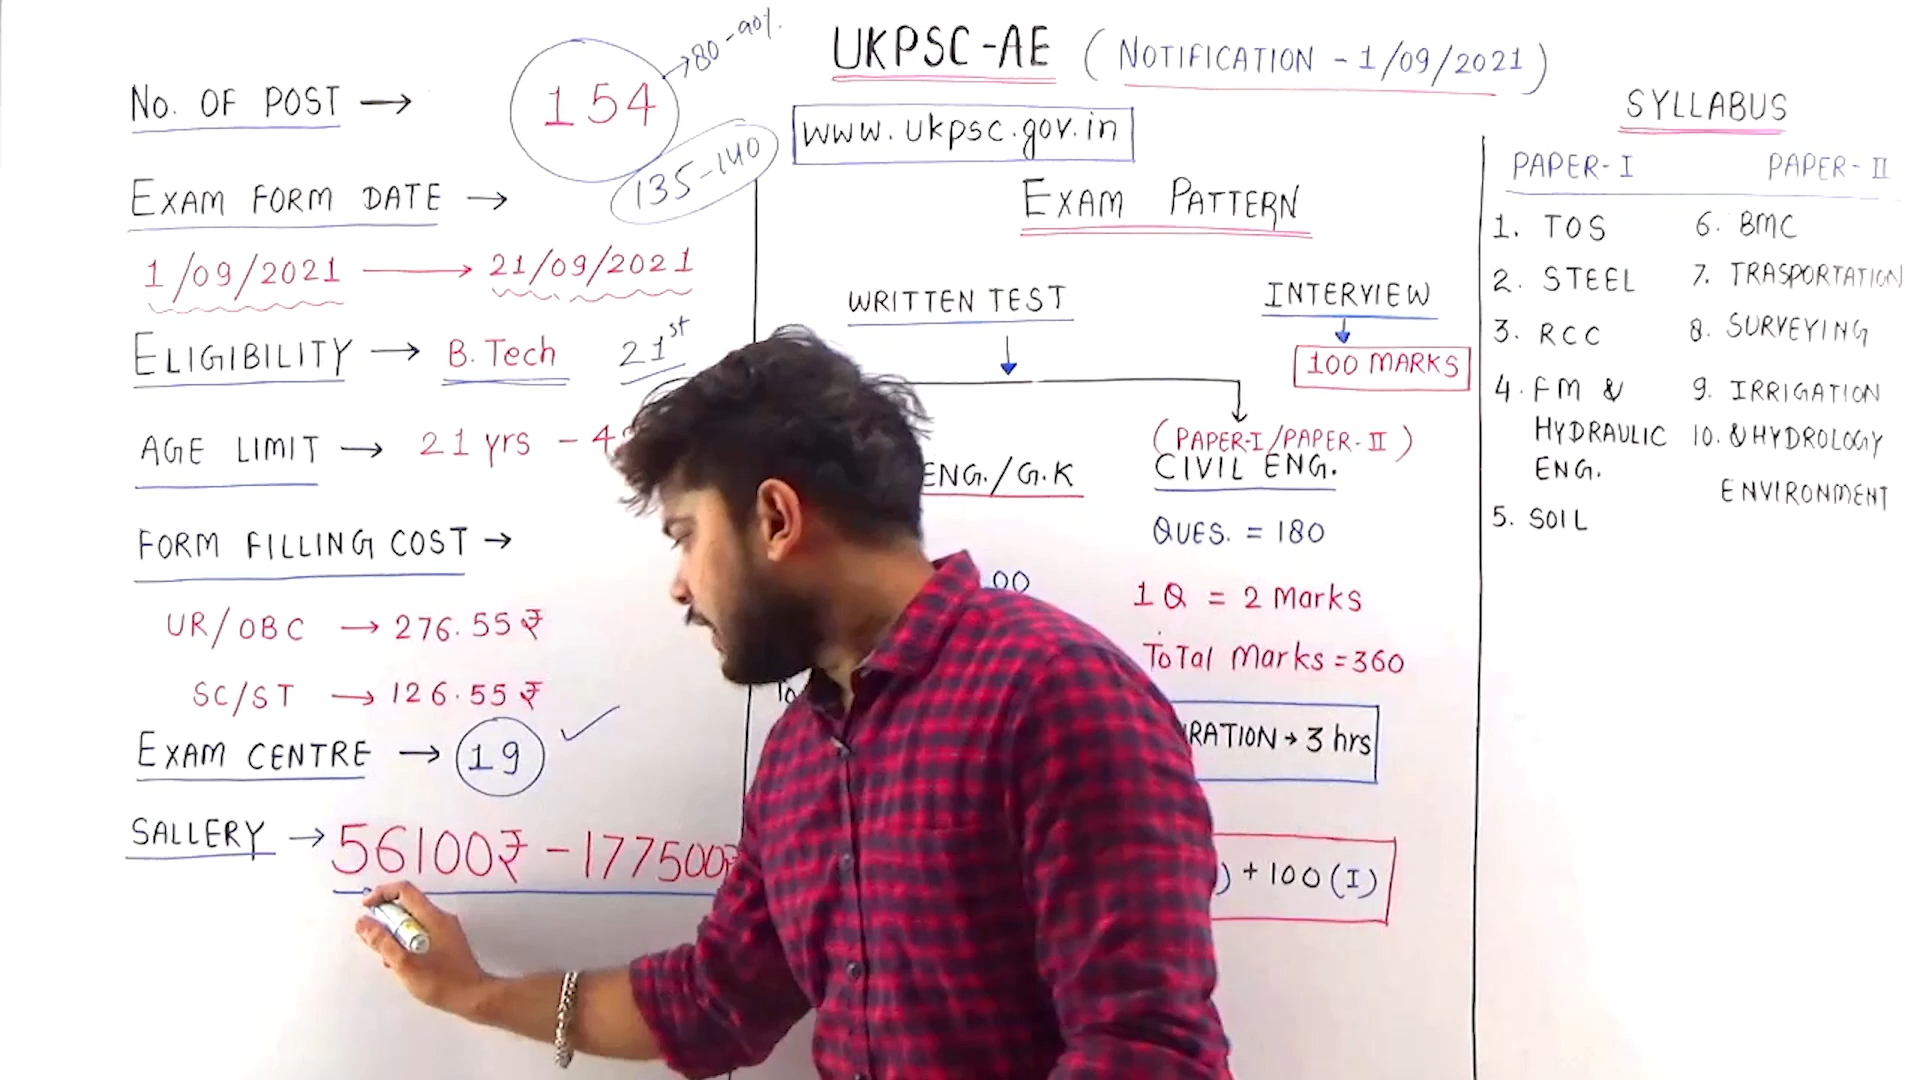 UKPSC-AE (NOTIFICATION - 1/09/2021)
www.ukpsc.gov.in
No. OF POST → 154 → 80-90%.
135-140
EXAM FORM DATE →
1/09/2021 → 21/09/2021
ELIGIBILITY → B.Tech 21st
AGE LIMIT → 21 yrs - 4
FORM FILLING COST →
UR/OBC → 276.55₹
SC/ST → 126.55₹
EXAM CENTRE → 19 ✓
SALLERY → 56100₹ - 177500₹
EXAM PATTERN
WRITTEN TEST
INTERVIEW
100 MARKS
ENG./G.K
00
To
(PAPER-I/PAPER-II)
CIVIL ENG.
QUES. = 180
1Q = 2 Marks
Total Marks = 360
RATION → 3 hrs
) + 100 (I)
SYLLABUS
PAPER-I
1. TOS
2. STEEL
3. RCC
4. FM &
HYDRAULIC
ENG.
5. SOIL
PAPER-II
6. BMC
7. TRASPORTATION
8. SURVEYING
9. IRRIGATION
10. & HYDROLOGY
ENVIRONMENT